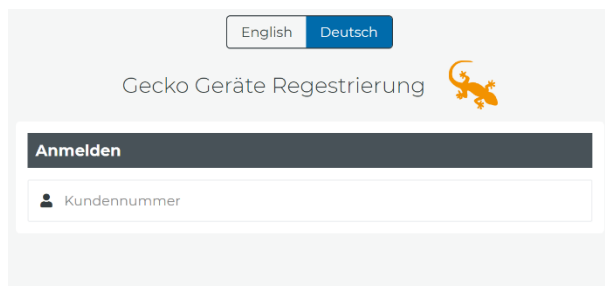 English Deutsch
Gecko Geräte Regestrierung
Anmelden
Kundennummer